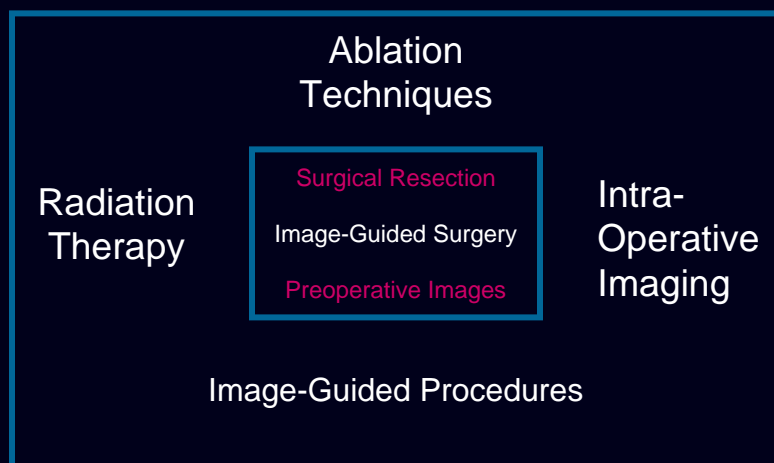 Ablation
Techniques
Radiation
Therapy
Surgical Resection
Image-Guided Surgery
Preoperative Images
Intra-
Operative
Imaging
Image-Guided Procedures